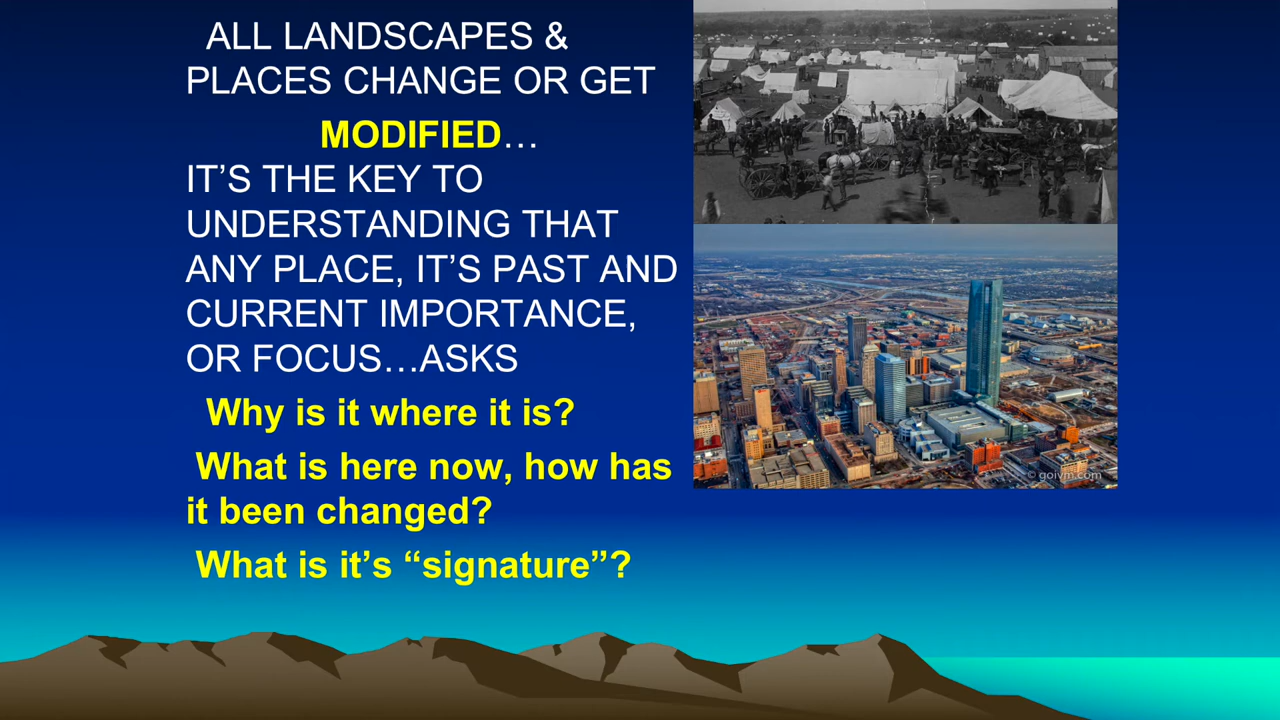 ALL LANDSCAPES &
PLACES CHANGE OR GET
MODIFIED…
IT’S THE KEY TO
UNDERSTANDING THAT
ANY PLACE, IT’S PAST AND
CURRENT IMPORTANCE,
OR FOCUS…ASKS
Why is it where it is?
What is here now, how has
it been changed?
What is it’s “signature”?
© goivm.com